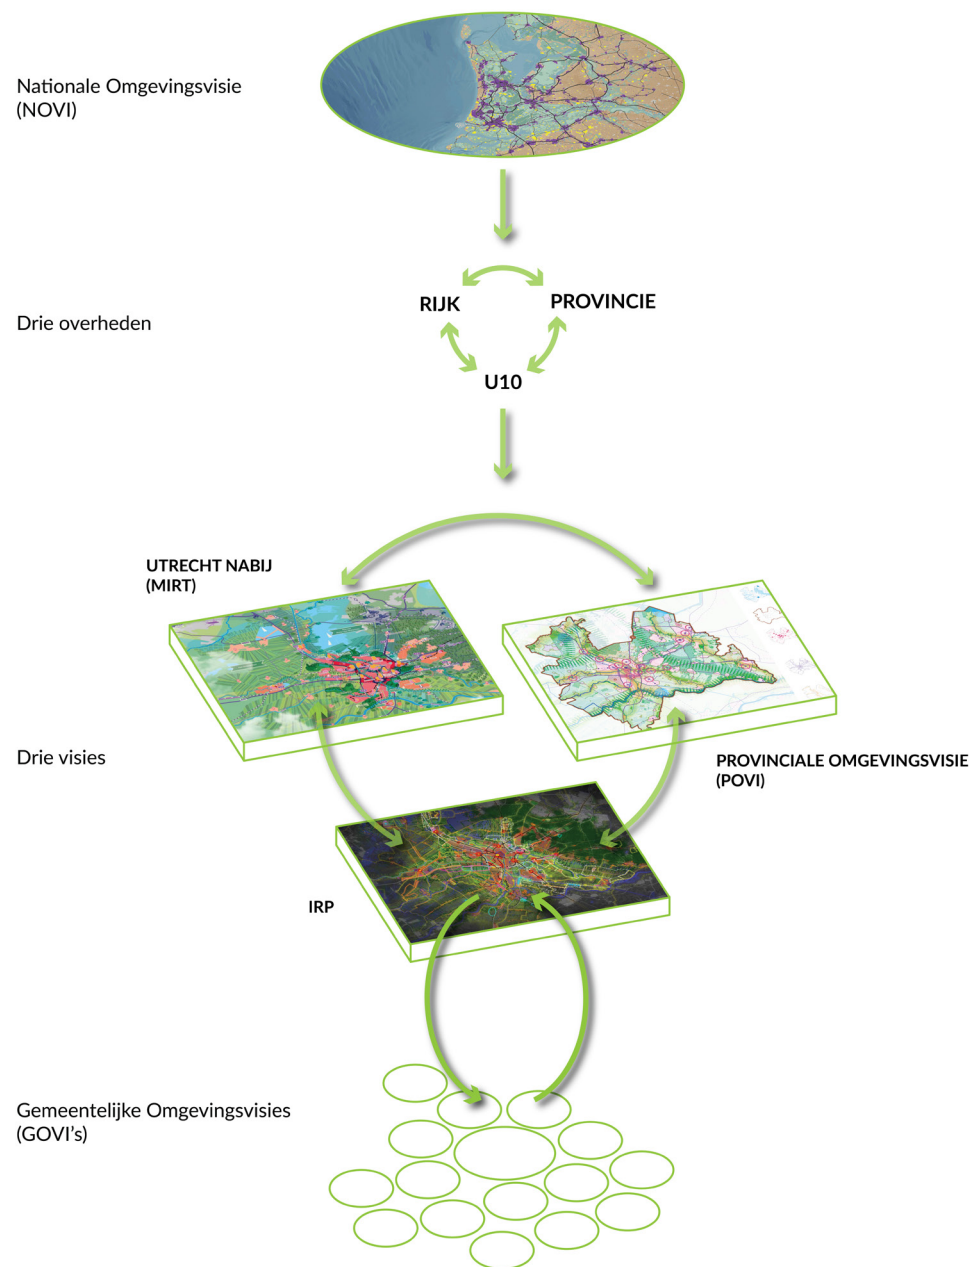 Nationale Omgevingsvisie
(NOVI)
Drie overheden
RIJK
PROVINCIE
U10
UTRECHT NABIJ
(MIRT)
Drie visies
PROVINCIALE OMGEVINGSVISIE
(POVI)
IRP
Gemeentelijke Omgevingsvisies
(GOVI's)